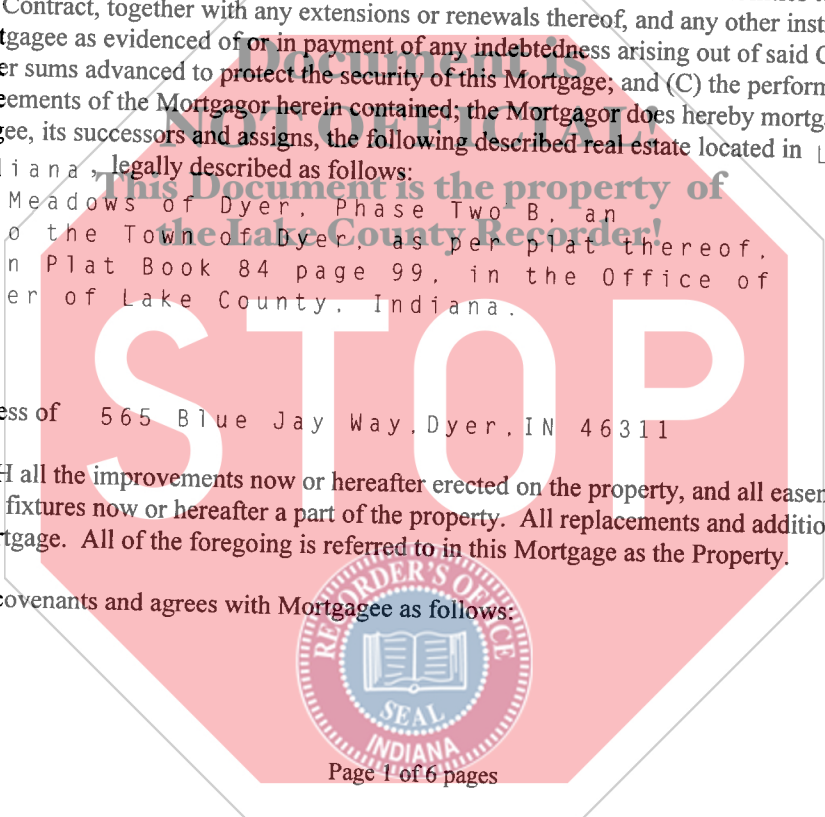 Contract, together with any extensions or renewals thereof, and any other inst
tgagee as evidenced of or in payment of any indebtedness arising out of said C
er sums advanced to protect the security of this Mortgage; and (C) the perform
eements of the Mortgagor herein contained; the Mortgagor does hereby mortga
gee, its successors and assigns, the following described real estate located in L
diana, legally described as follows:
Document is
NOT OFFICIAL!
This Document is the property of
the Lake County Recorder!
Meadows of Dyer, Phase Two B, an
o the Town of Dyer, as per plat thereof,
n Plat Book 84 page 99, in the Office of
er of Lake County, Indiana.
STOP
ess of 565 Blue Jay Way,Dyer,IN 46311
H all the improvements now or hereafter erected on the property, and all easem
fixtures now or hereafter a part of the property. All replacements and additio
rtgage. All of the foregoing is referred to in this Mortgage as the Property.
covenants and agrees with Mortgagee as follows:
RECORDER'S OFFICE
SEAL
INDIANA
Page 1 of 6 pages